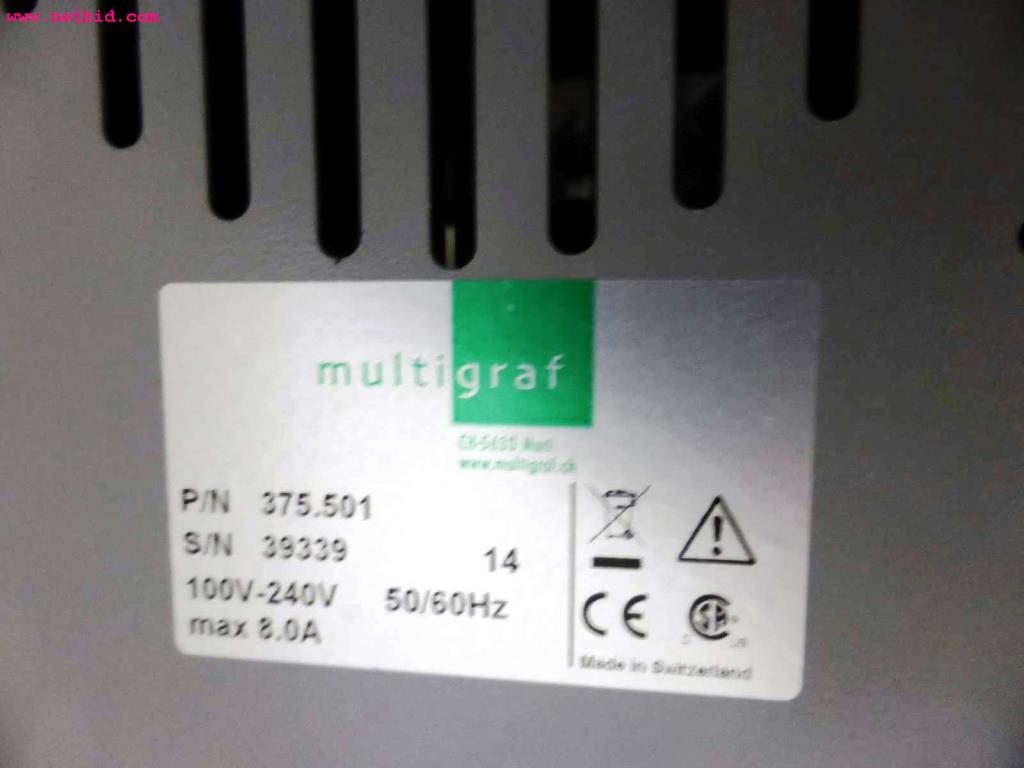 www.netbid.com
multigraf
CH-5630 Muri
www.multigraf.ch
P/N 375.501
S/N 39339 14
100V-240V 50/60Hz
max 8.0A
CE
SA
Made in Switzerland